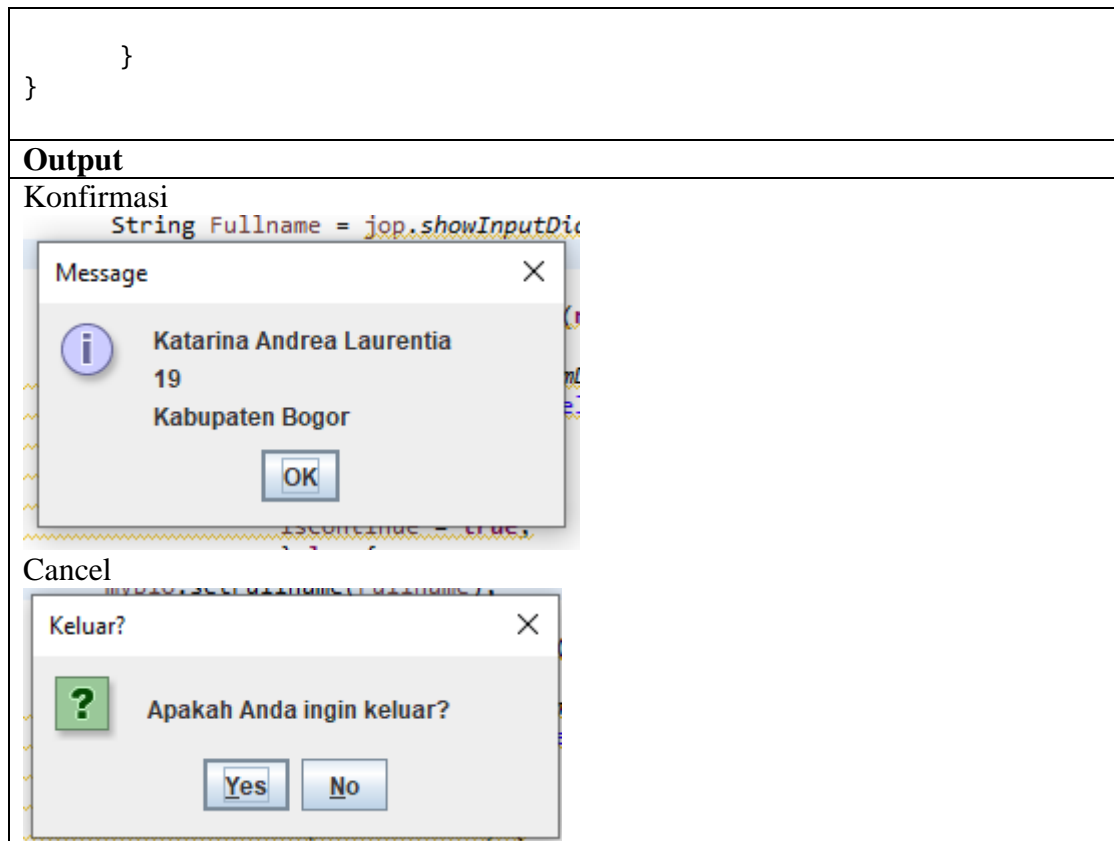 }
}
Output
Konfirmasi
String Fullname = jop.showInputDi
Message
Katarina Andrea Laurentia
19
Kabupaten Bogor
OK
Cancel
Keluar?
Apakah Anda ingin keluar?
Yes No